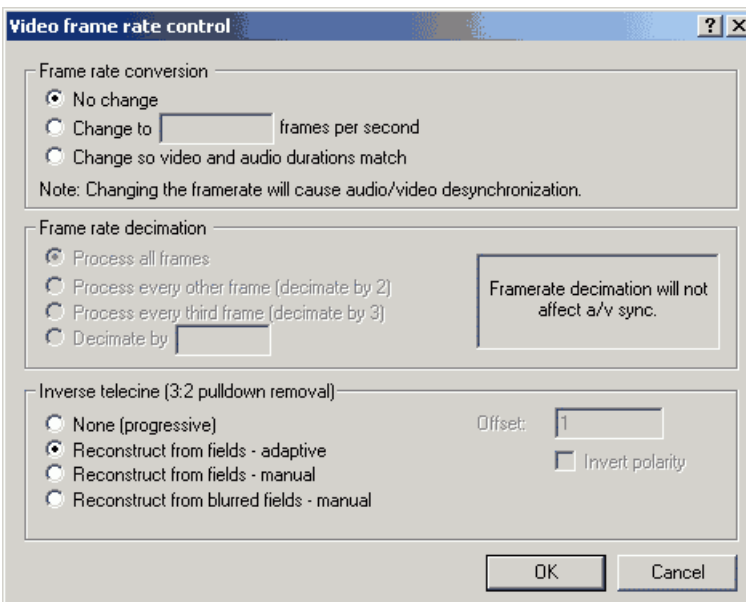 Video frame rate control
Frame rate conversion
No change
Change to frames per second
Change so video and audio durations match
Note: Changing the framerate will cause audio/video desynchronization.
Frame rate decimation
Process all frames
Process every other frame (decimate by 2)
Process every third frame (decimate by 3)
Decimate by
Framerate decimation will not
affect a/v sync.
Inverse telecine (3:2 pulldown removal)
None (progressive)
Reconstruct from fields - adaptive
Reconstruct from fields - manual
Reconstruct from blurred fields - manual
Offset: 1
Invert polarity
OK Cancel